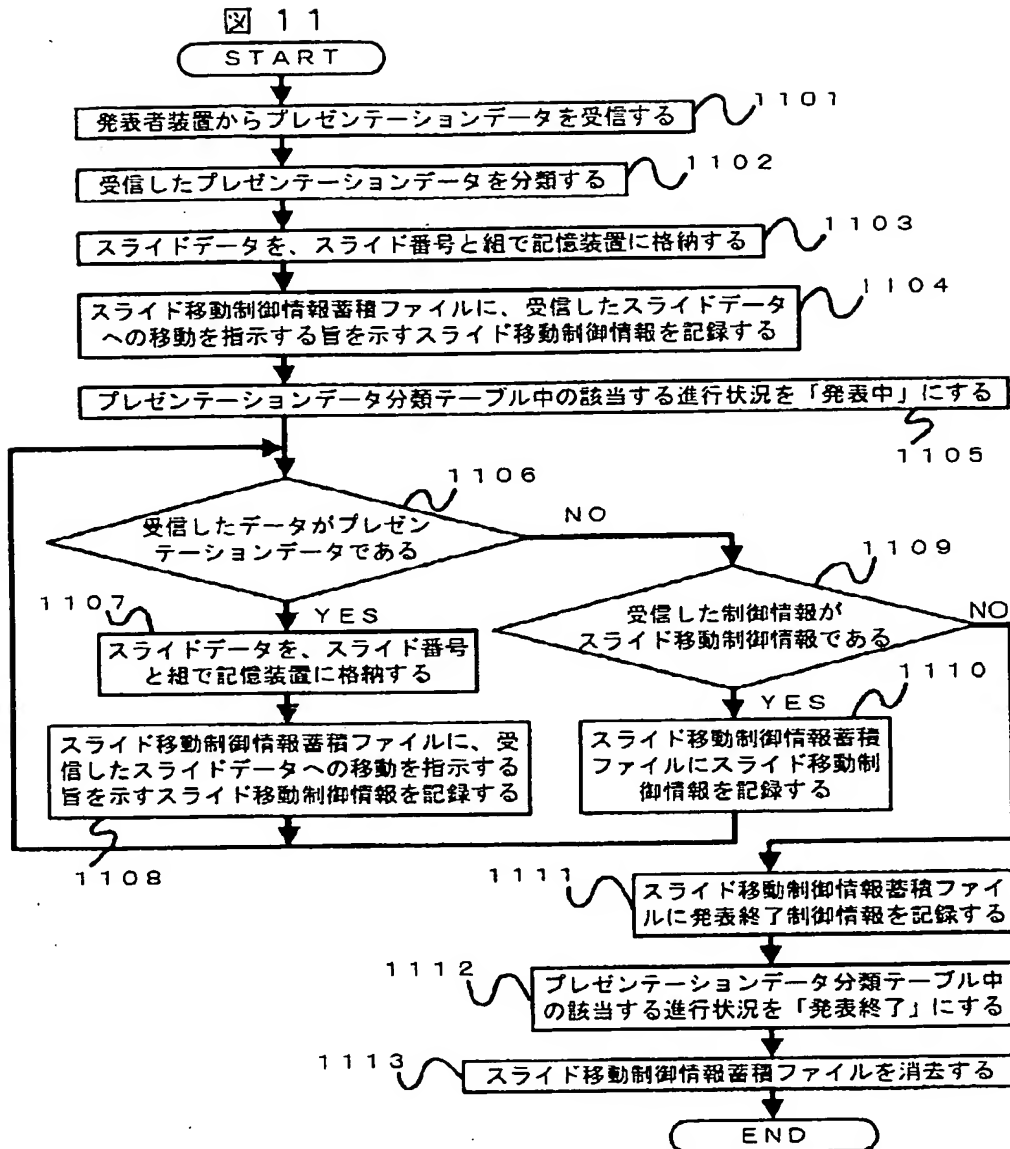 図 11
START
発表者装置からプレゼンテーションデータを受信する
1101
受信したプレゼンテーションデータを分類する
1102
スライドデータを、スライド番号と組で記憶装置に格納する
1103
スライド移動制御情報蓄積ファイルに、受信したスライドデータ
への移動を指示する旨を示すスライド移動制御情報を記録する
1104
プレゼンテーションデータ分類テーブル中の該当する進行状況を「発表中」にする
1105
1106
受信したデータがプレゼン
テーションデータである
NO
YES
1107
スライドデータを、スライド番号
と組で記憶装置に格納する
スライド移動制御情報蓄積ファイルに、受
信したスライドデータへの移動を指示する
旨を示すスライド移動制御情報を記録する
1108
1109
受信した制御情報が
スライド移動制御情報である
NO
YES
1110
スライド移動制御情報蓄積
ファイルにスライド移動制
御情報を記録する
1111
スライド移動制御情報蓄積ファイ
ルに発表終了制御情報を記録する
1112
プレゼンテーションデータ分類テーブル中
の該当する進行状況を「発表終了」にする
1113
スライド移動制御情報蓄積ファイルを消去する
END